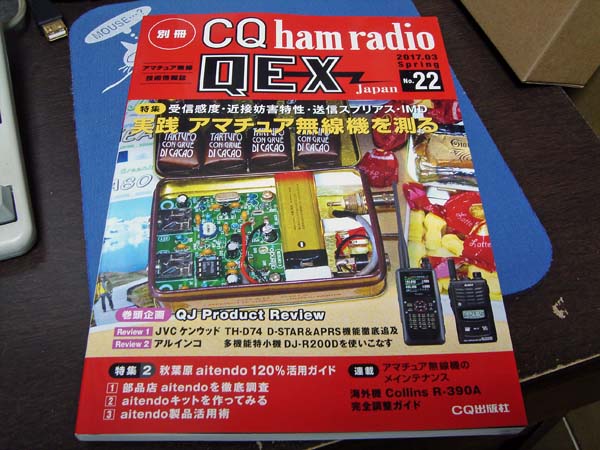 MOUSE...?
別冊
CQ ham radio
アマチュア無線
技術情報誌
QEX Japan
2017.03
Spring
No.22
特集 受信感度・近接妨害特性・送信スプリアス・IMD
実践 アマチュア無線機を測る
TARTUFO
CON GRUE
DI CACAO
TARTUFO
CON GRUE
DI CACAO
TARTUFO
CON GRUE
DI CACAO
TARTUFO
CON GRUE
DI CACAO
aitendo
Lotte
巻頭企画 QJ Product Review
Review 1 JVCケンウッド TH-D74 D-STAR&APRS機能徹底追及
Review 2 アルインコ 多機能特小機 DJ-R200Dを使いこなす
特集 2 秋葉原aitendo 120%活用ガイド
1 部品店aitendoを徹底調査
2 aitendoキットを作ってみる
3 aitendo製品活用術
連載 アマチュア無線機の
メインテナンス
海外機 Collins R-390A
完全調整ガイド
CQ出版社